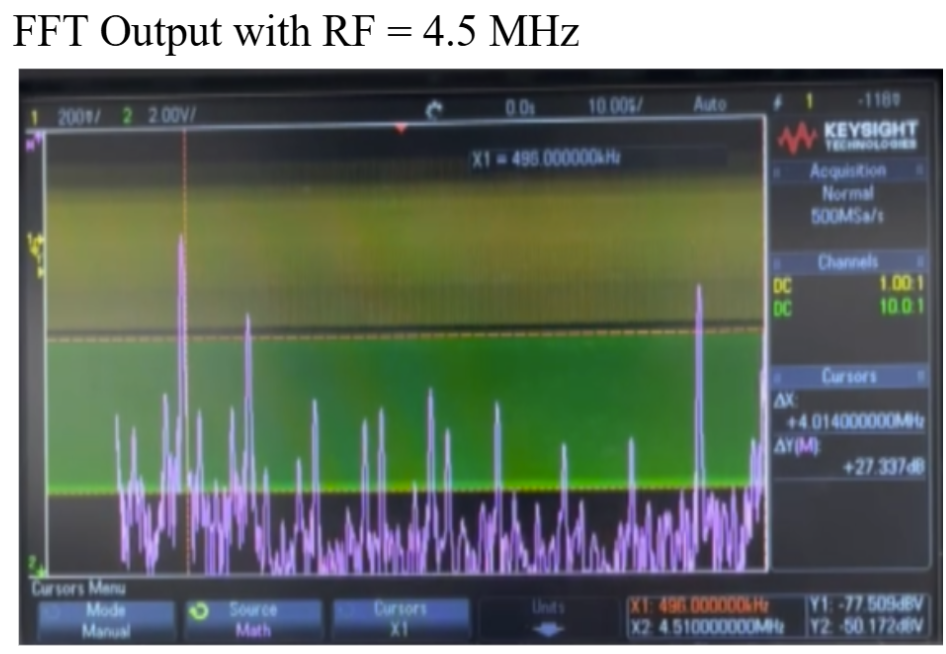 FFT Output with RF = 4.5 MHz
1 200 / 2 2.00V/ 0.0s 10.00 / Auto 1 -118
X1 = 496.000000kHz
KEYSIGHT
TECHNOLOGIES
Acquisition
Normal
500MSa/s
Channels
DC 1.00:1
DC 10.0:1
Cursors
ΔX:
+4.014000000MHz
ΔY(M):
+27.337dB
Cursors Menu
Mode
Manual
Source
Math
Cursors
X1
Units
X1: 496.000000kHz
X2: 4.510000000MHz
Y1: -77.509dBV
Y2: -50.172dBV